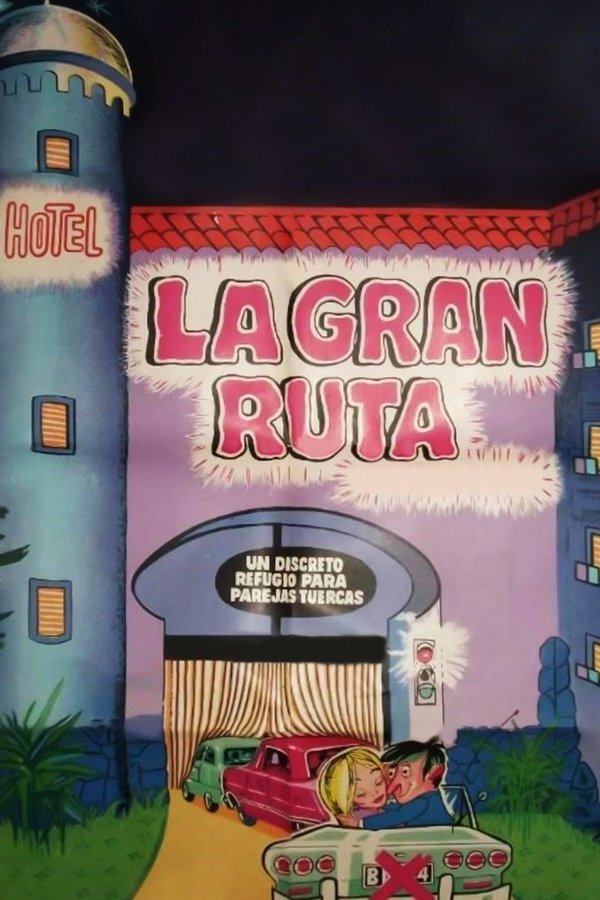 HOTEL
LA GRAN
RUTA
UN DISCRETO
REFUGIO PARA
PAREJAS TUERCAS